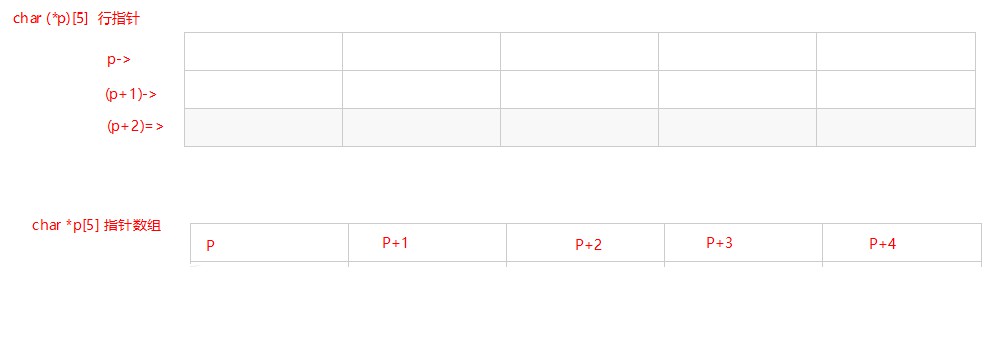 char (*p)[5] 行指针
p->
(p+1)->
(p+2)=>
char *p[5] 指针数组
P P+1 P+2 P+3 P+4